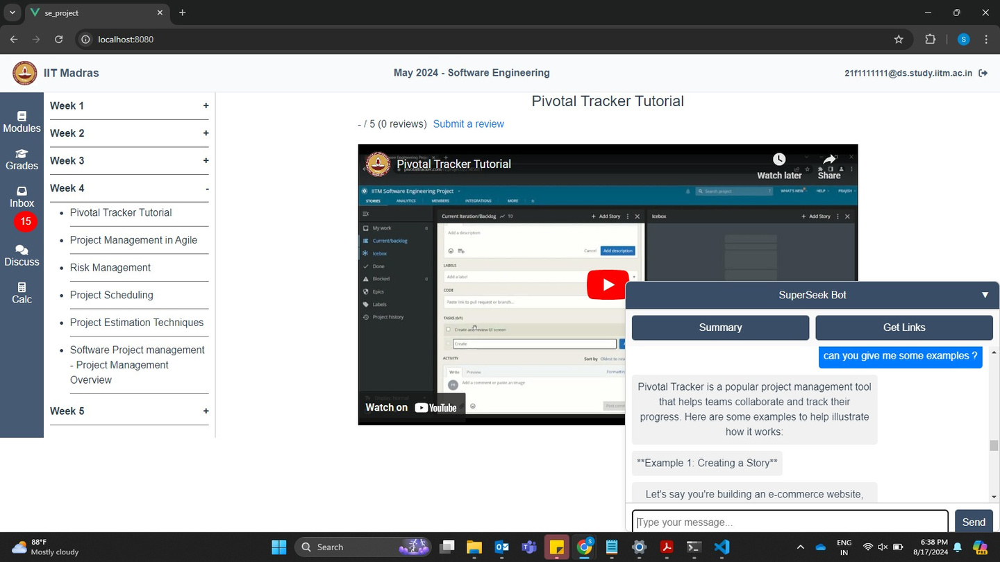 se_project
localhost:8080
S
IIT Madras
May 2024 - Software Engineering
21f1111111@ds.study.iitm.ac.in
Modules
Grades
Inbox
15
Discuss
Calc
Week 1 +
Week 2 +
Week 3 +
Week 4 -
Pivotal Tracker Tutorial
Project Management in Agile
Risk Management
Project Scheduling
Project Estimation Techniques
Software Project management
- Project Management
Overview
Week 5 +
Pivotal Tracker Tutorial
- / 5 (0 reviews) Submit a review
Pivotal Tracker Tutorial
Watch later
Share
IITM Software Engineering Project
Search project
WHAT'S NEW
HELP
PRAJISH
STORIES
ANALYTICS
MEMBERS
INTEGRATIONS
MORE
My work 0
Current/backlog
Icebox
Done
Blocked 0
Epics
Labels
Project history
Current Iteration/Backlog 10
+ Add Story
Add a description
Cancel
Add description
LABELS
Add a label
CODE
Paste link to pull request or branch...
TASKS (0/1)
Create and review UI screen
Create
ACTIVITY
Sort by Oldest to
Write Preview
Formatting
Add a comment or paste an image
Icebox
+ Add Story
Watch on YouTube
SuperSeek Bot
Summary
Get Links
can you give me some examples ?
Pivotal Tracker is a popular project management tool
that helps teams collaborate and track their
progress. Here are some examples to help illustrate
how it works:
**Example 1: Creating a Story**
Let's say you're building an e-commerce website,
Type your message...
Send
88°F
Mostly cloudy
Search
S
ENG
IN
6:38 PM
8/17/2024
PRE